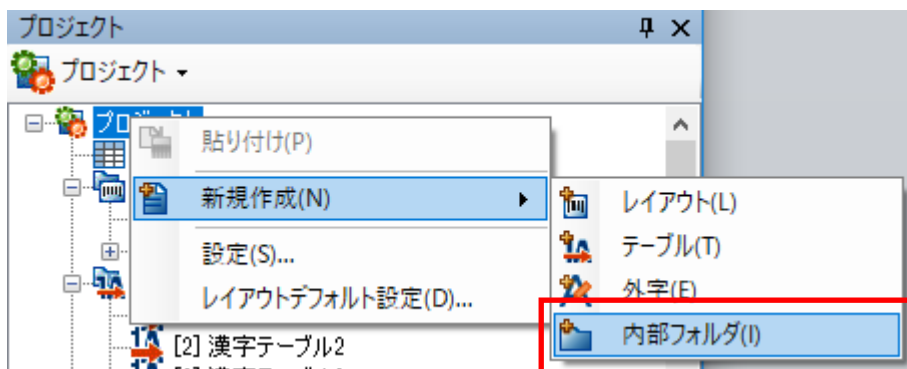 プロジェクト
プロジェクト
貼り付け(P)
新規作成(N)
レイアウト(L)
設定(S)...
テーブル(T)
レイアウトデフォルト設定(D)...
外字(E)
内部フォルダ(I)
[2] 漢字テーブル2